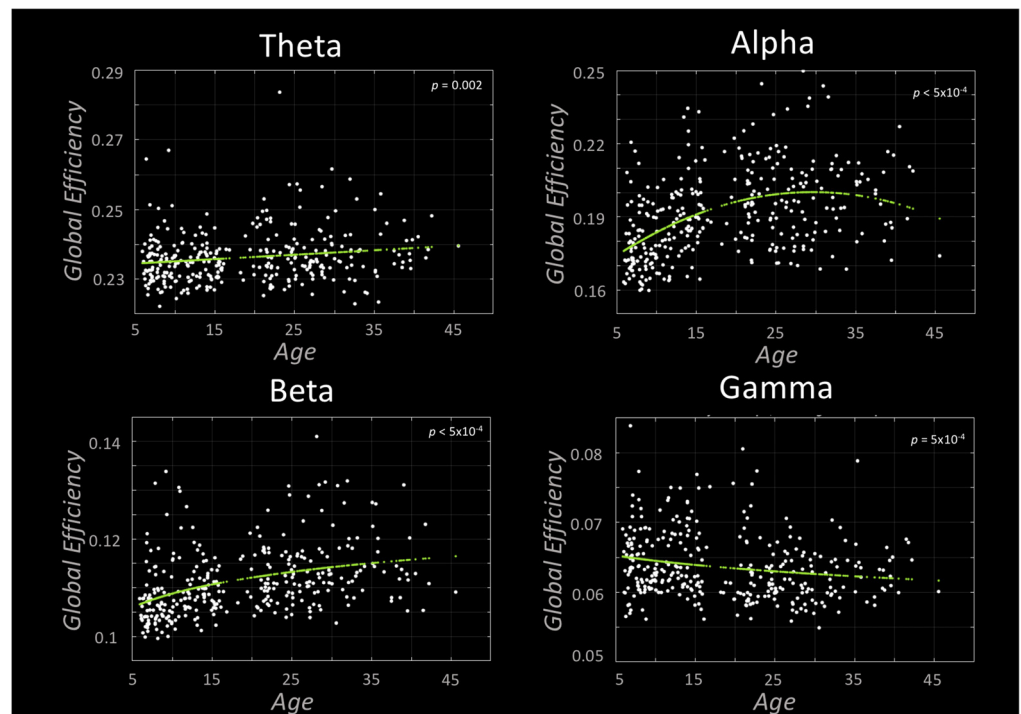 Theta
p = 0.002
0.29
0.27
0.25
0.23
Global Efficiency
5 15 25 35 45
Age
Alpha
p < 5x10-4
0.25
0.22
0.19
0.16
Global Efficiency
5 15 25 35 45
Age
Beta
p < 5x10-4
0.14
0.12
0.1
Global Efficiency
5 15 25 35 45
Age
Gamma
p = 5x10-4
0.08
0.07
0.06
0.05
Global Efficiency
5 15 25 35 45
Age